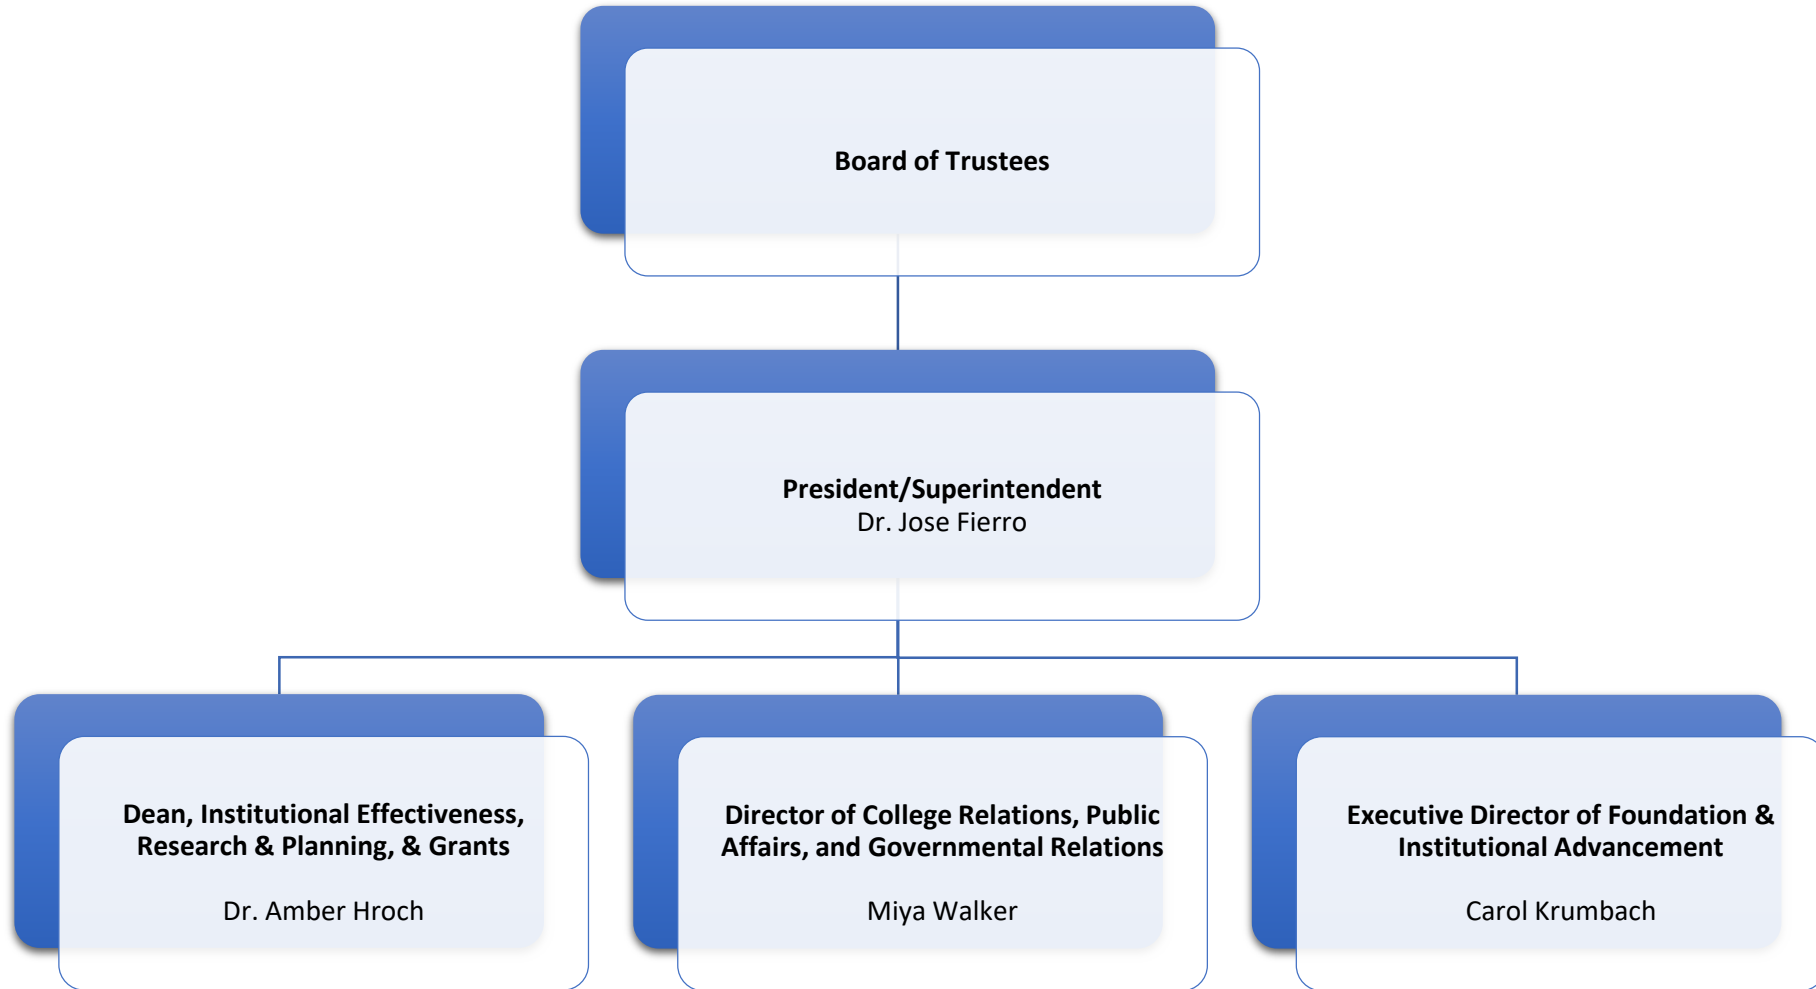 Board of Trustees
President/Superintendent
Dr. Jose Fierro
Dean, Institutional Effectiveness,
Research & Planning, & Grants
Dr. Amber Hroch
Director of College Relations, Public
Affairs, and Governmental Relations
Miya Walker
Executive Director of Foundation &
Institutional Advancement
Carol Krumbach